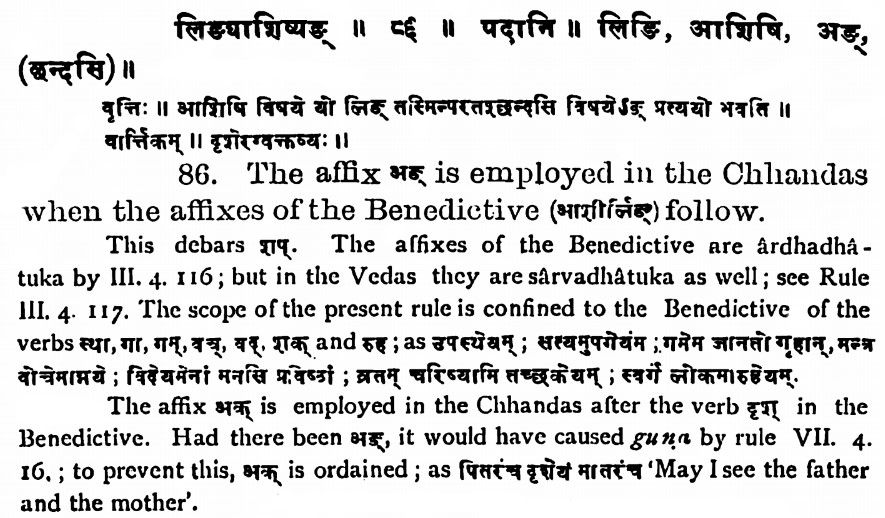 लिङ्याशिष्यङ् ॥ ८६ ॥ पदानि ॥ लिङि, आशिषि, अङ्,
(छन्दसि) ॥
वृत्तिः ॥ आशिषि विषये यो लिङ् तस्मिन्परतश्छन्दसि विषयेऽङ् प्रत्ययो भवति ॥
वार्त्तिकम् ॥ दृशेरग्वक्तव्यः ॥
86. The affix अङ् is employed in the Chhandas
when the affixes of the Benedictive (आशीर्लिङ्) follow.
This debars शप्. The affixes of the Benedictive are ârdhadhâ-
tuka by III. 4. 116; but in the Vedas they are sârvadhâtuka as well; see Rule
III. 4. 117. The scope of the present rule is confined to the Benedictive of the
verbs स्था, गा, गम्, वच्, वद्, शक् and रुह; as उपस्थेयम्; सत्यमुपगेयंम; गमेम जानतो गृहान्, मन्त्र
वोचेमाग्नये; विदेयमेनां मनसि प्रविष्टां; व्रतम् चरिष्यामि तच्छकेयम्; स्वर्गं लोकमारुहेयम्.
The affix अक् is employed in the Chhandas after the verb दृश् in the
Benedictive. Had there been अङ्, it would have caused guṇa by rule VII. 4.
16.; to prevent this, अक् is ordained; as पितरंच दृशेयं मातरंच 'May I see the father
and the mother'.